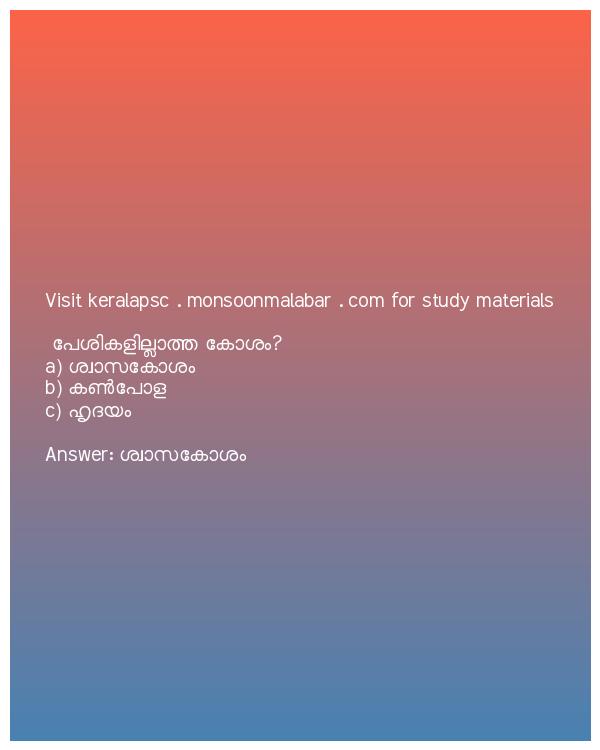 Visit keralapsc . monsoonmalabar . com for study materials
പേശികളില്ലാത്ത കോശം?
a) ശ്വാസകോശം
b) കൺപോള
c) ഹൃദയം
Answer: ശ്വാസകോശം